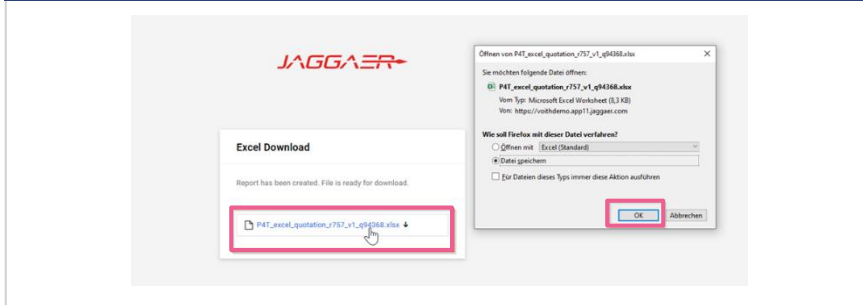 JAGGAER
Excel Download
Report has been created. File is ready for download.
P4T_excel_quotation_r757_v1_q94368.xlsx
Öffnen von P4T_excel_quotation_r757_v1_q94368.xlsx
Sie möchten folgende Datei öffnen:
P4T_excel_quotation_r757_v1_q94368.xlsx
Vom Typ: Microsoft Excel Worksheet (8,3 KB)
Von: https://voithdemo.app11.jaggaer.com
Wie soll Firefox mit dieser Datei verfahren?
Öffnen mit Excel (Standard)
Datei speichern
Für Dateien dieses Typs immer diese Aktion ausführen
OK Abbrechen